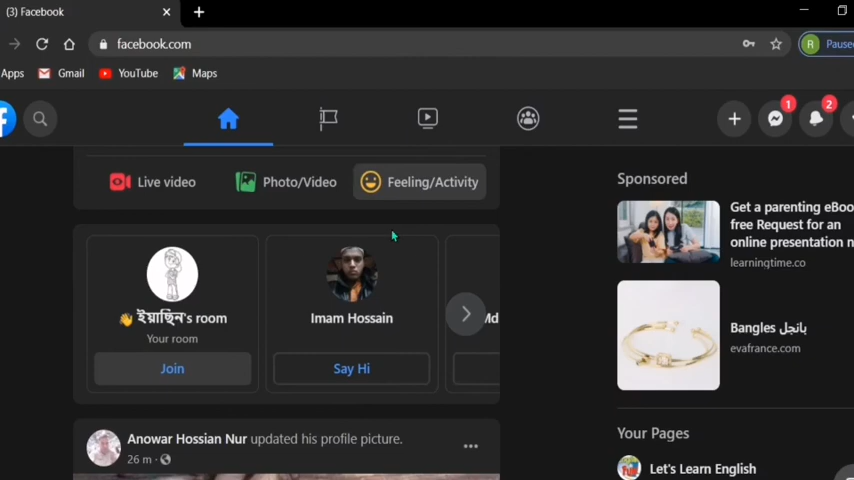 (3) Facebook
facebook.com
R
Apps
Gmail
YouTube
Maps
1
2
Live video
Photo/Video
Feeling/Activity
👋 ইয়াছিন's room
Your room
Join
Imam Hossain
Say Hi
Md
Anowar Hossian Nur updated his profile picture.
26 m ·
Sponsored
Get a parenting eBoo
free Request for an
online presentation n
learningtime.co
Bangles بانجل
evafrance.com
Your Pages
Let's Learn English